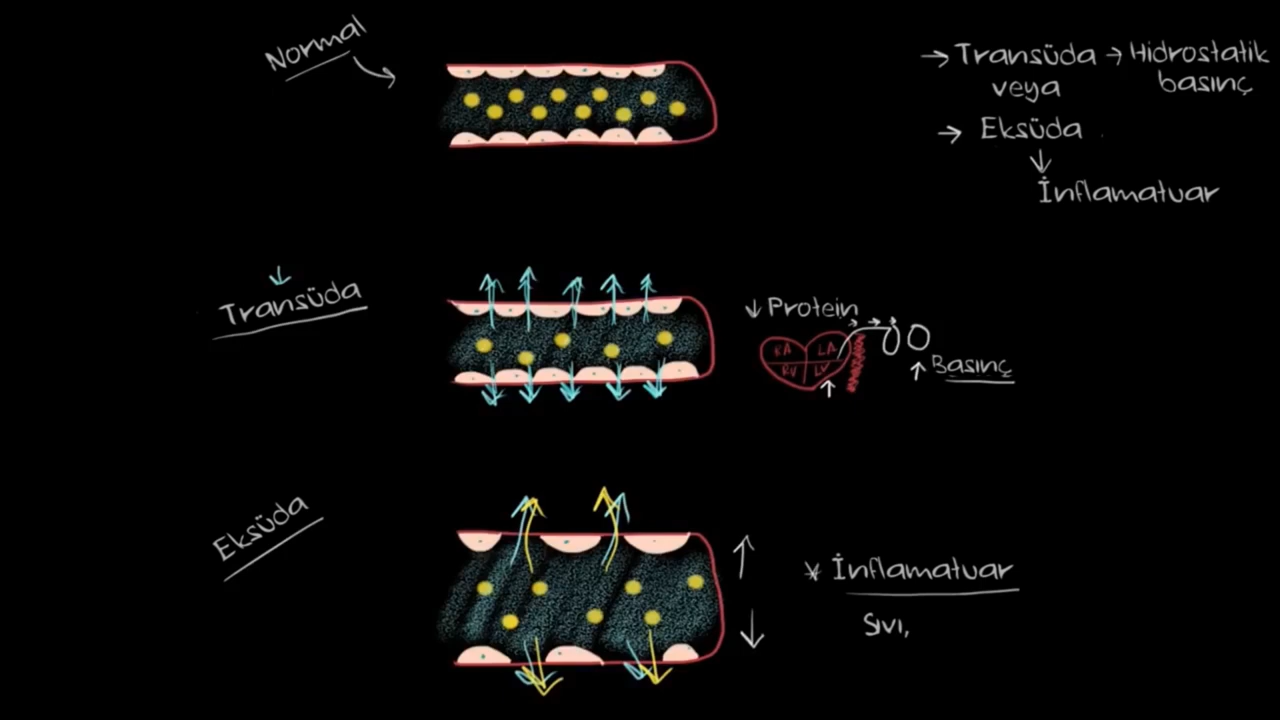 Normal
→ Transüda → Hidrostatik
veya basınç
→ Eksüda
İnflamatuar
Transüda
↓ Protein
RA LA
RV LV
↑ Basınç
Eksüda
* İnflamatuar
Sıvı,